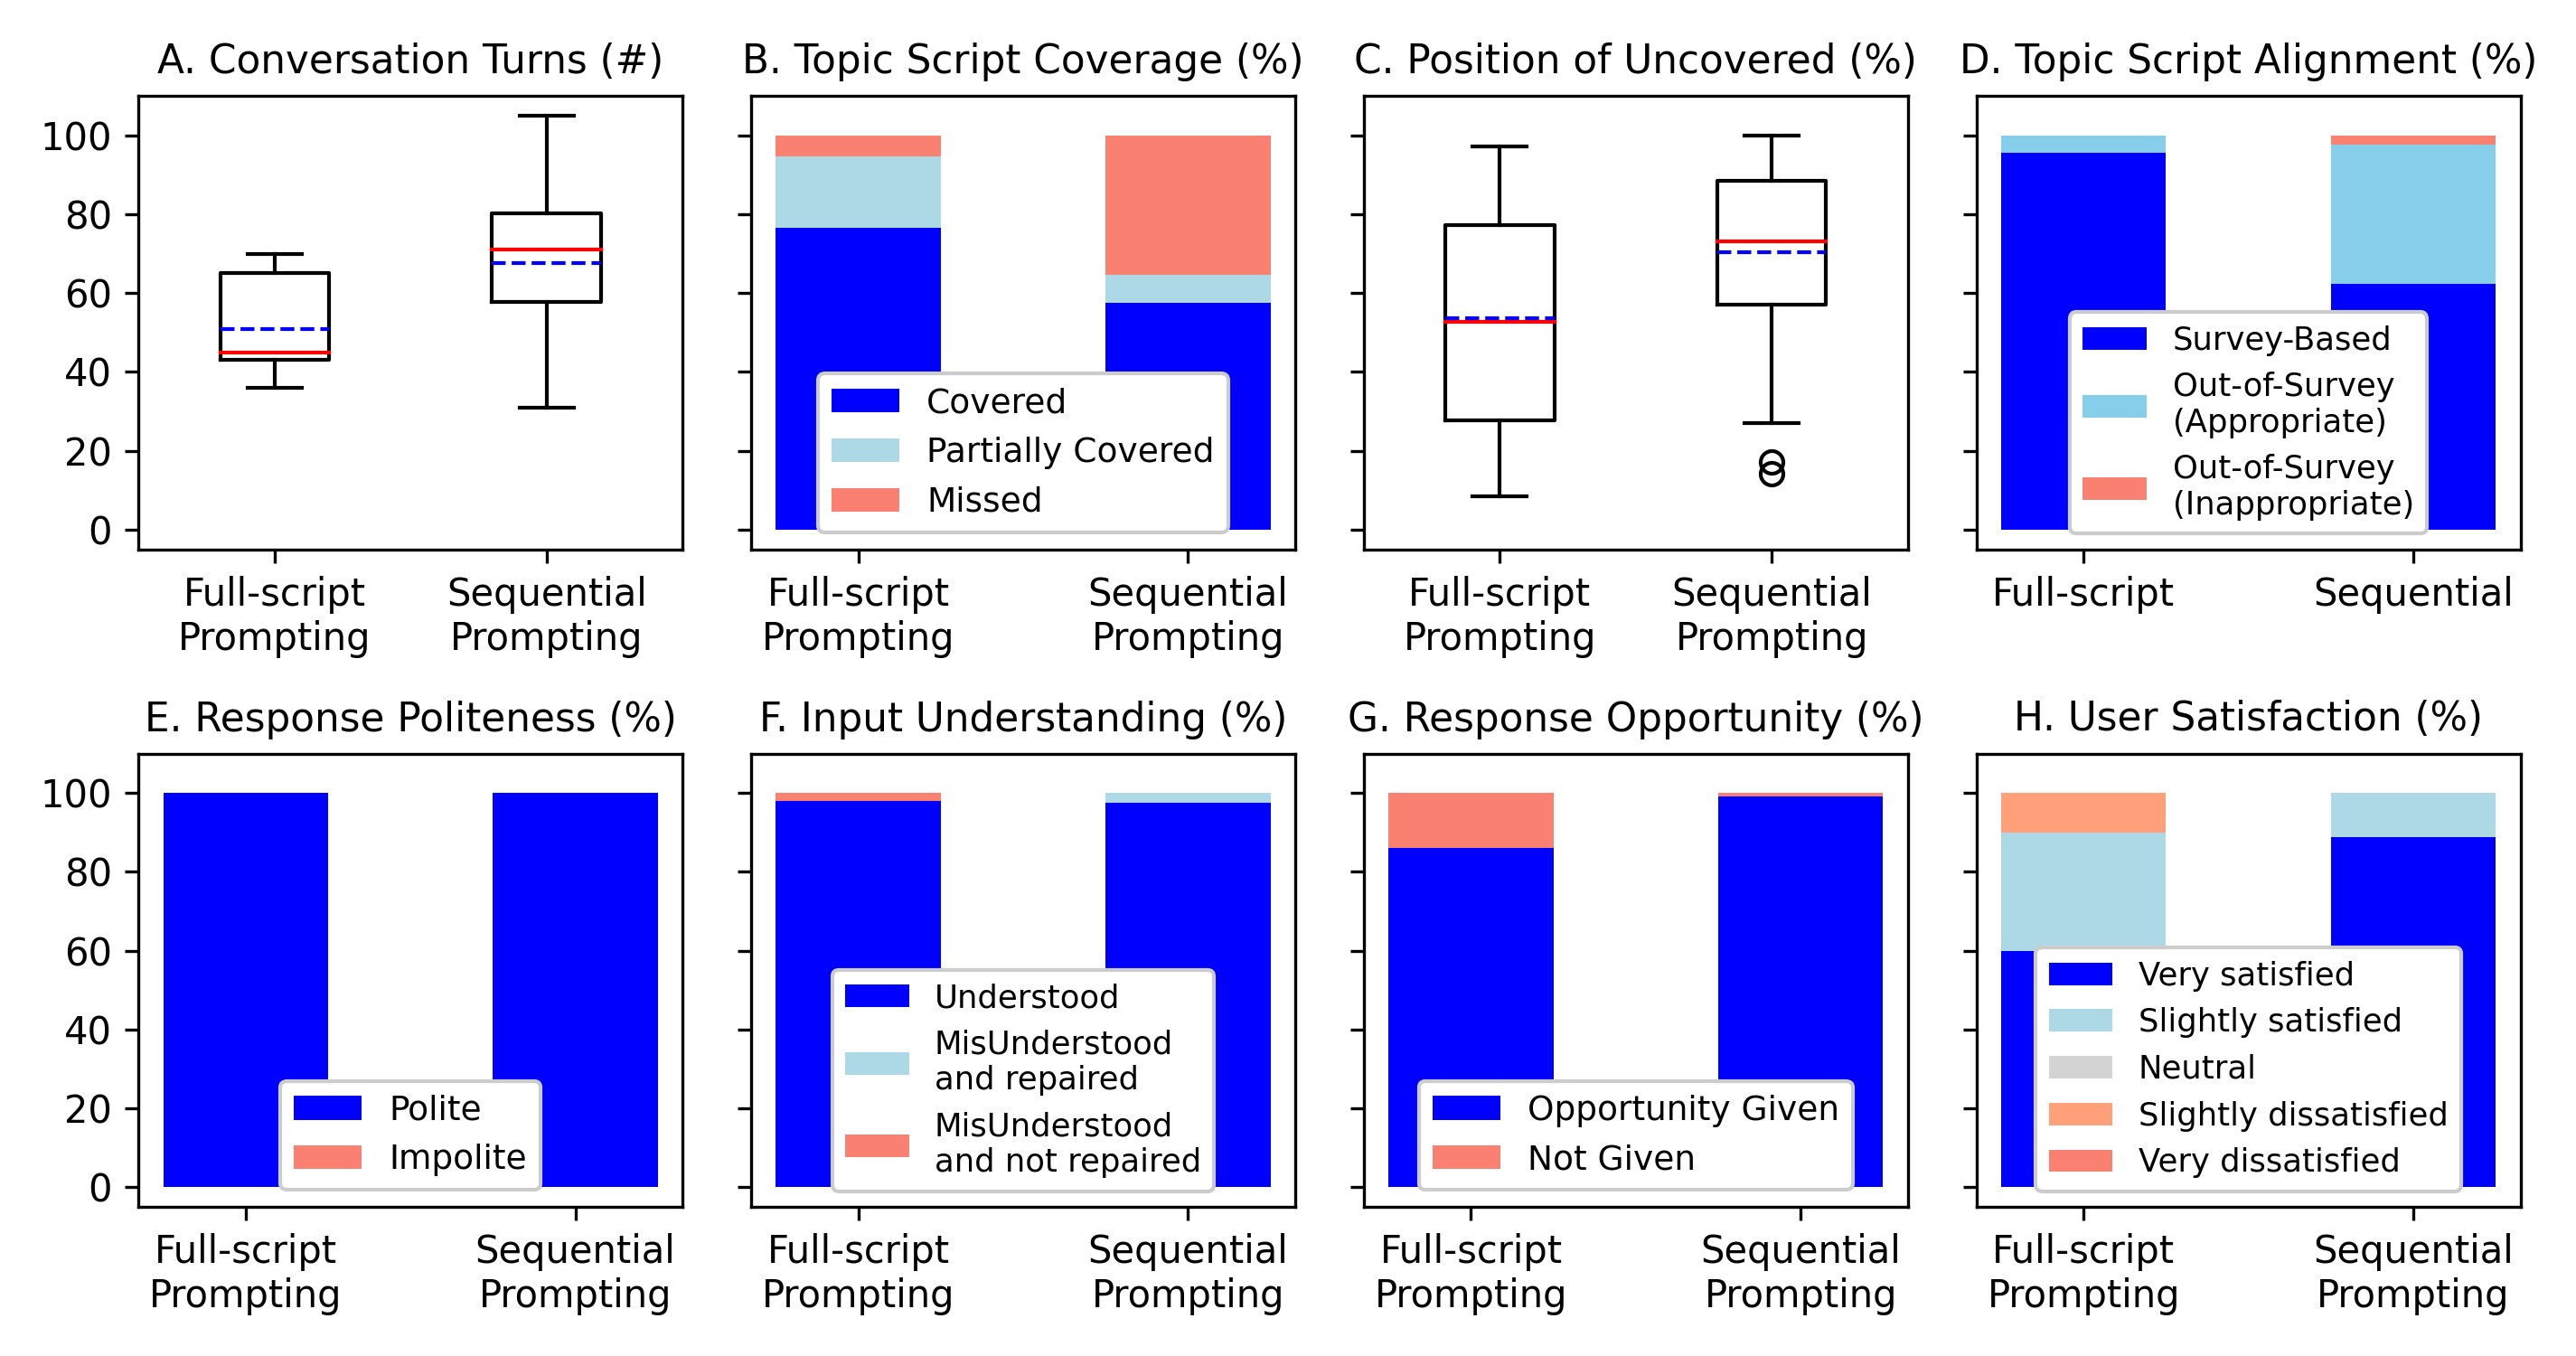 A. Conversation Turns (#)
B. Topic Script Coverage (%)
C. Position of Uncovered (%)
D. Topic Script Alignment (%)
100
80
60
40
20
0
Full-script
Prompting
Sequential
Prompting
Covered
Partially Covered
Missed
Full-script
Prompting
Sequential
Prompting
Full-script
Prompting
Sequential
Prompting
Survey-Based
Out-of-Survey
(Appropriate)
Out-of-Survey
(Inappropriate)
Full-script
Sequential
E. Response Politeness (%)
F. Input Understanding (%)
G. Response Opportunity (%)
H. User Satisfaction (%)
100
80
60
40
20
0
Polite
Impolite
Full-script
Prompting
Sequential
Prompting
Understood
MisUnderstood
and repaired
MisUnderstood
and not repaired
Full-script
Prompting
Sequential
Prompting
Opportunity Given
Not Given
Full-script
Prompting
Sequential
Prompting
Very satisfied
Slightly satisfied
Neutral
Slightly dissatisfied
Very dissatisfied
Full-script
Prompting
Sequential
Prompting